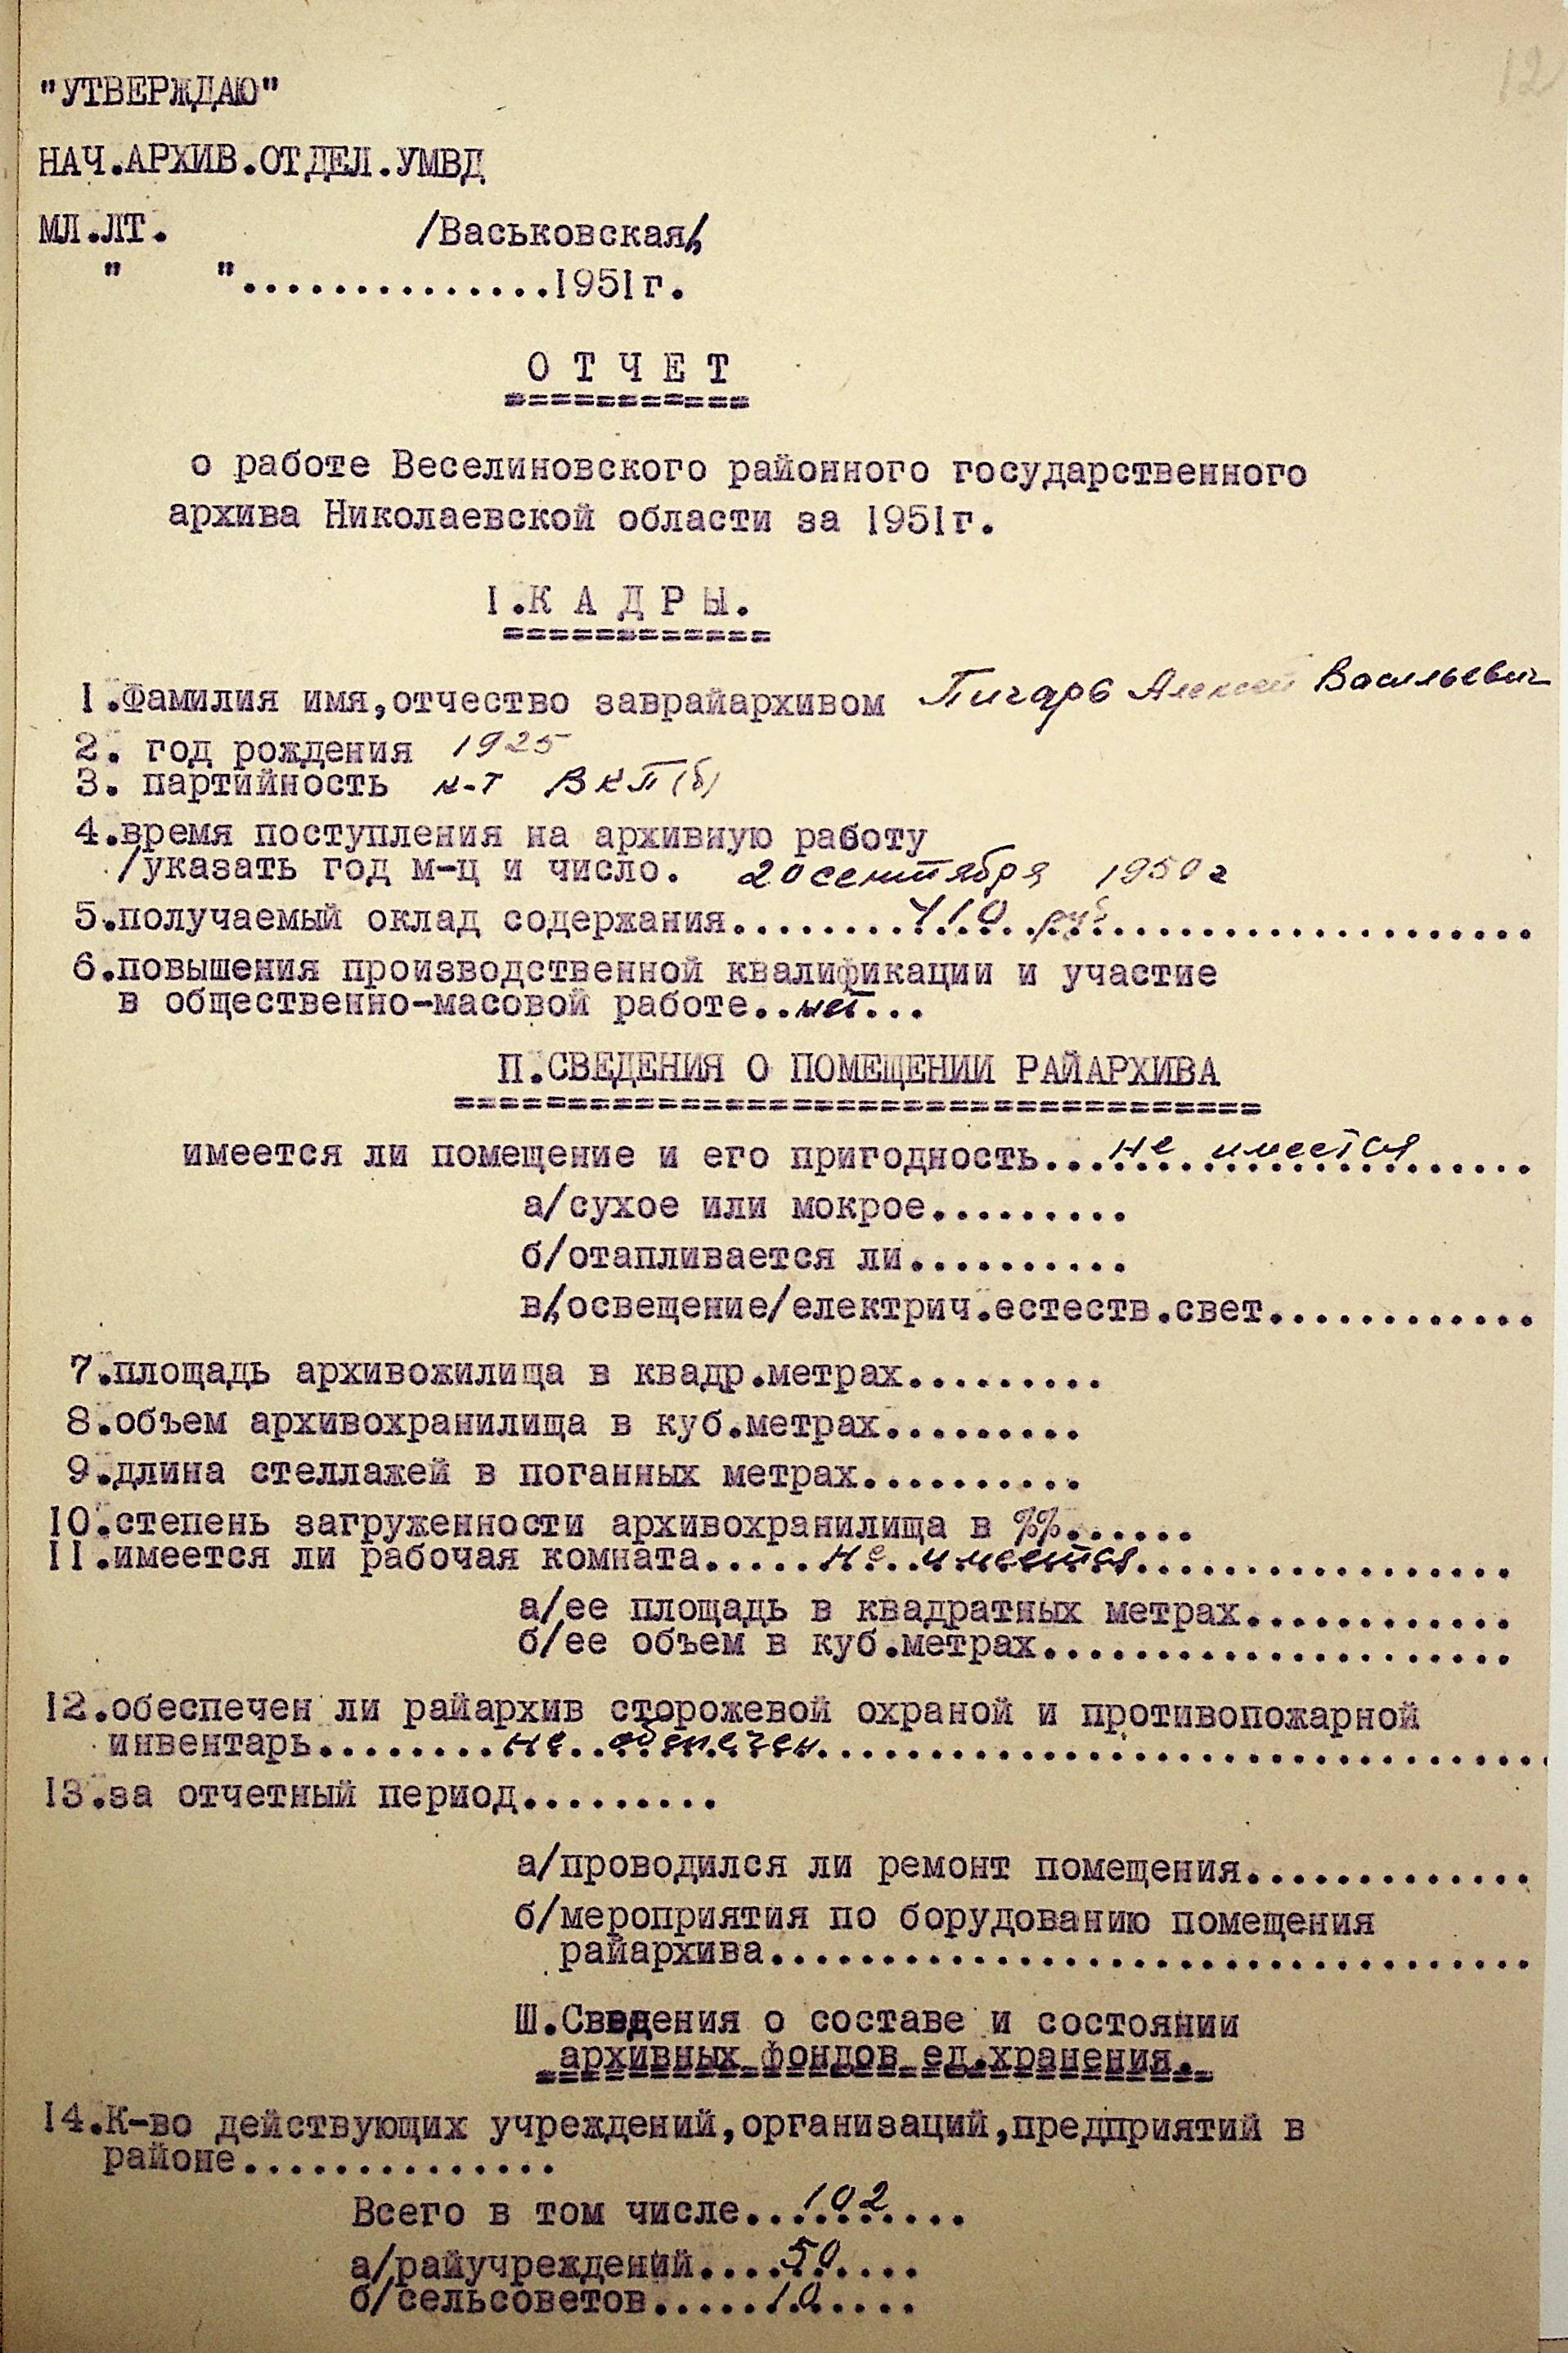 12
"УТВЕРЖДАЮ"
НАЧ.АРХИВ.ОТДЕЛ.УМВД
МЛ.ЛТ. /Васьковская/,
" "..............1951г.
О Т Ч Е Т
===========
о работе Веселиновского районного государственного
архива Николаевской области за 1951г.
I.К А Д Р Ы.
============
1.Фамилия имя,отчество заврайархивом Пигарь Алексей Васильевич
2. год рождения 1925
3. партийность к-т ВКП(б)
4.время поступления на архивную работу
/указать год м-ц и число. 20 сентября 1950 г
5.получаемый оклад содержания........410 руб....................
6.повышения производственной квалификации и участие
в общественно-масовой работе..нет...
П.СВЕДЕНИЯ О ПОМЕЩЕНИИ РАЙАРХИВА
====================================
имеется ли помещение и его пригодность...не имеется.....
а/сухое или мокрое.........
б/отапливается ли..........
в/,освещение/електрич.естеств.свет............
7.площадь архивожилища в квадр.метрах.........
8.объем архивохранилища в куб.метрах.........
9.длина стеллажей в поганных метрах..........
10.степень загруженности архивохранилища в %%......
11.имеется ли рабочая комната.....не имеется.................
а/ее площадь в квадратных метрах............
б/ее объем в куб.метрах.....................
12.обеспечен ли райархив сторожевой охраной и противопожарной
инвентарь........не обеспечен.................................
13.за отчетный период.........
а/проводился ли ремонт помещения.............
б/мероприятия по борудованию помещения
райархива..................................
Ш.Сведения о составе и состоянии
архивных фондов ед.хранения.
14.К-во действующих учреждений,организаций,предприятий в
районе..............
Всего в том числе..102....
а/райучреждений....50....
б/сельсоветов.....10.....